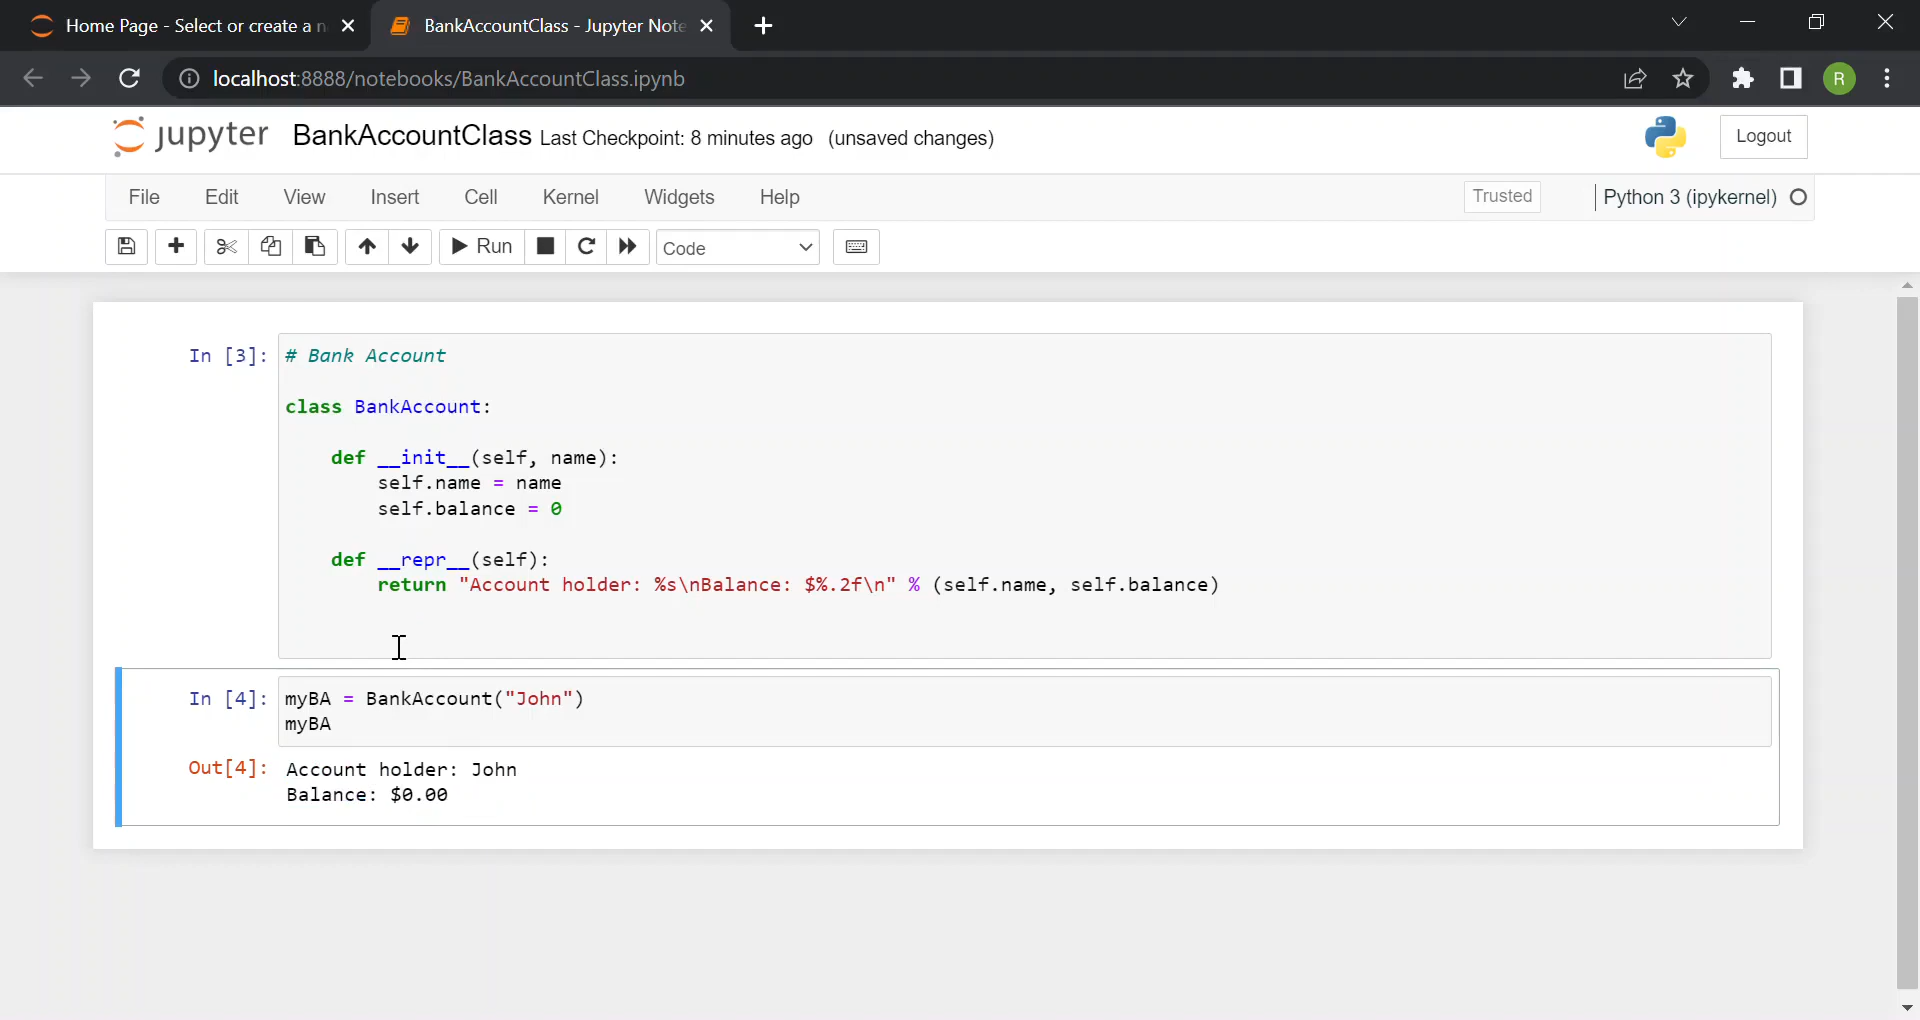 Home Page - Select or create a n
BankAccountClass - Jupyter Note
localhost:8888/notebooks/BankAccountClass.ipynb
R
jupyter BankAccountClass Last Checkpoint: 8 minutes ago (unsaved changes)
Logout
File Edit View Insert Cell Kernel Widgets Help
Trusted
Python 3 (ipykernel)
Run
Code
In [3]: # Bank Account
class BankAccount:
def __init__(self, name):
self.name = name
self.balance = 0
def __repr__(self):
return "Account holder: %s\nBalance: $%.2f\n" % (self.name, self.balance)
In [4]: myBA = BankAccount("John")
myBA
Out[4]: Account holder: John
Balance: $0.00